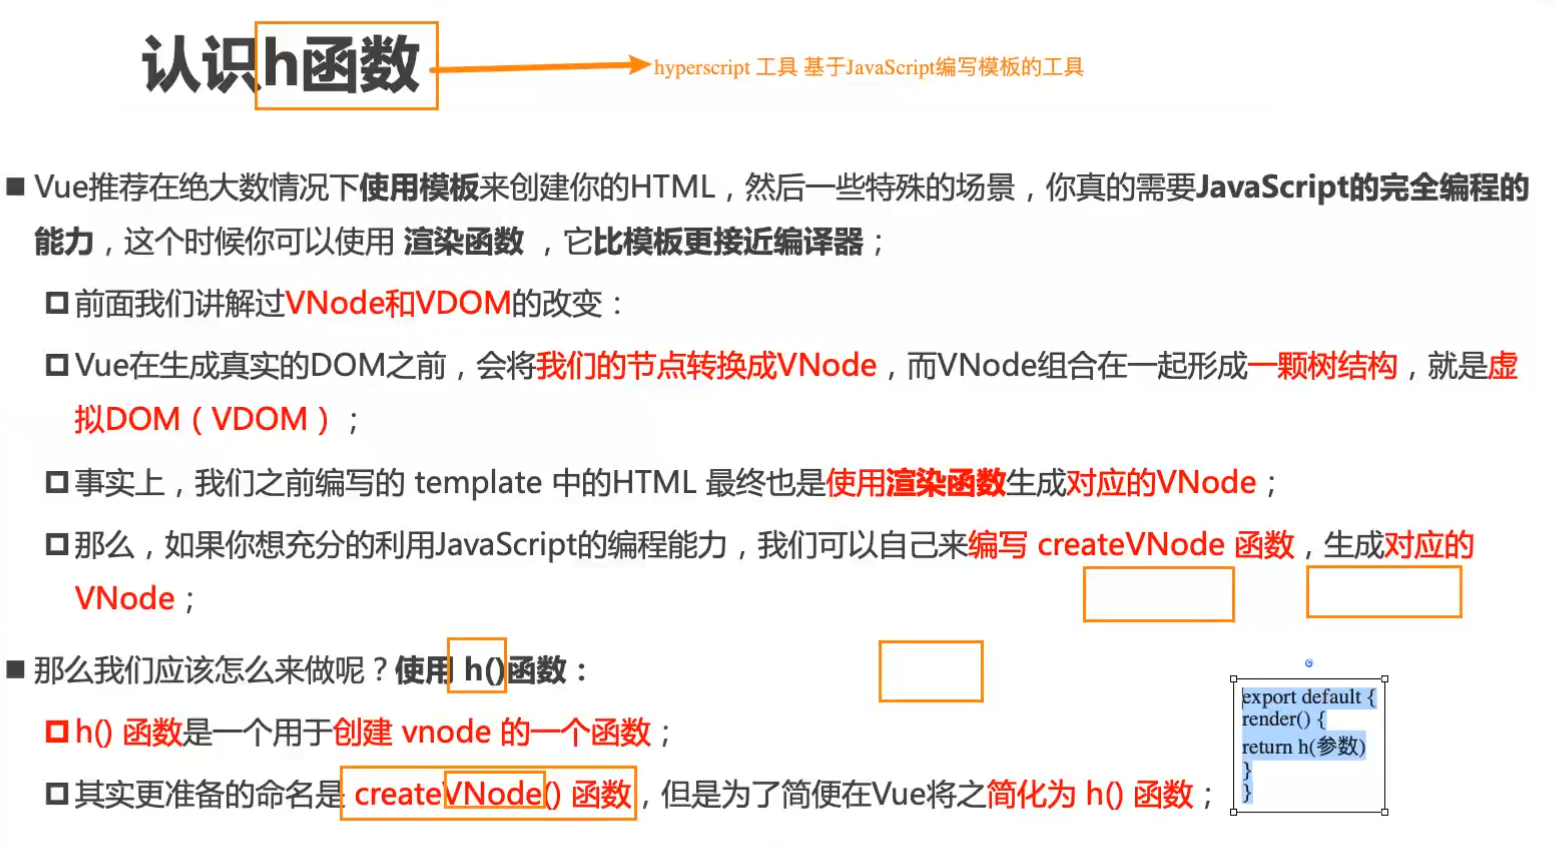 认识h函数
hyperscript 工具 基于JavaScript编写模板的工具
■ Vue推荐在绝大数情况下使用模板来创建你的HTML，然后一些特殊的场景，你真的需要JavaScript的完全编程的
能力，这个时候你可以使用 渲染函数 ，它比模板更接近编译器；
前面我们讲解过VNode和VDOM的改变：
Vue在生成真实的DOM之前，会将我们的节点转换成VNode，而VNode组合在一起形成一颗树结构，就是虚
拟DOM（VDOM）；
事实上，我们之前编写的 template 中的HTML 最终也是使用渲染函数生成对应的VNode；
那么，如果你想充分的利用JavaScript的编程能力，我们可以自己来编写 createVNode 函数，生成对应的
VNode；
■ 那么我们应该怎么来做呢？使用 h()函数：
h() 函数是一个用于创建 vnode 的一个函数；
其实更准备的命名是 createVNode() 函数，但是为了简便在Vue将之简化为 h() 函数；
export default {
render() {
return h(参数)
}
}